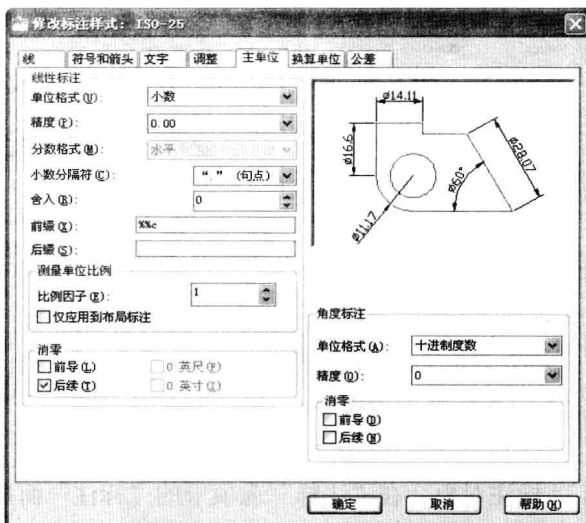 修改标注样式: ISO-25
线 符号和箭头 文字 调整 主单位 换算单位 公差
线性标注
单位格式(U): 小数
精度(P): 0.00
分数格式(M): 水平
小数分隔符(C): “.” (句点)
舍入(R): 0
前缀(X): %%c
后缀(S):
测量单位比例
比例因子(E): 1
仅应用到布局标注
消零
前导(L) 0 英尺(F)
后续(T) 0 英寸(I)
ø14.11
ø16.6
ø28.07
ø60°
ø11.17
角度标注
单位格式(A): 十进制度数
精度(O): 0
消零
前导(D)
后续(N)
确定 取消 帮助(H)